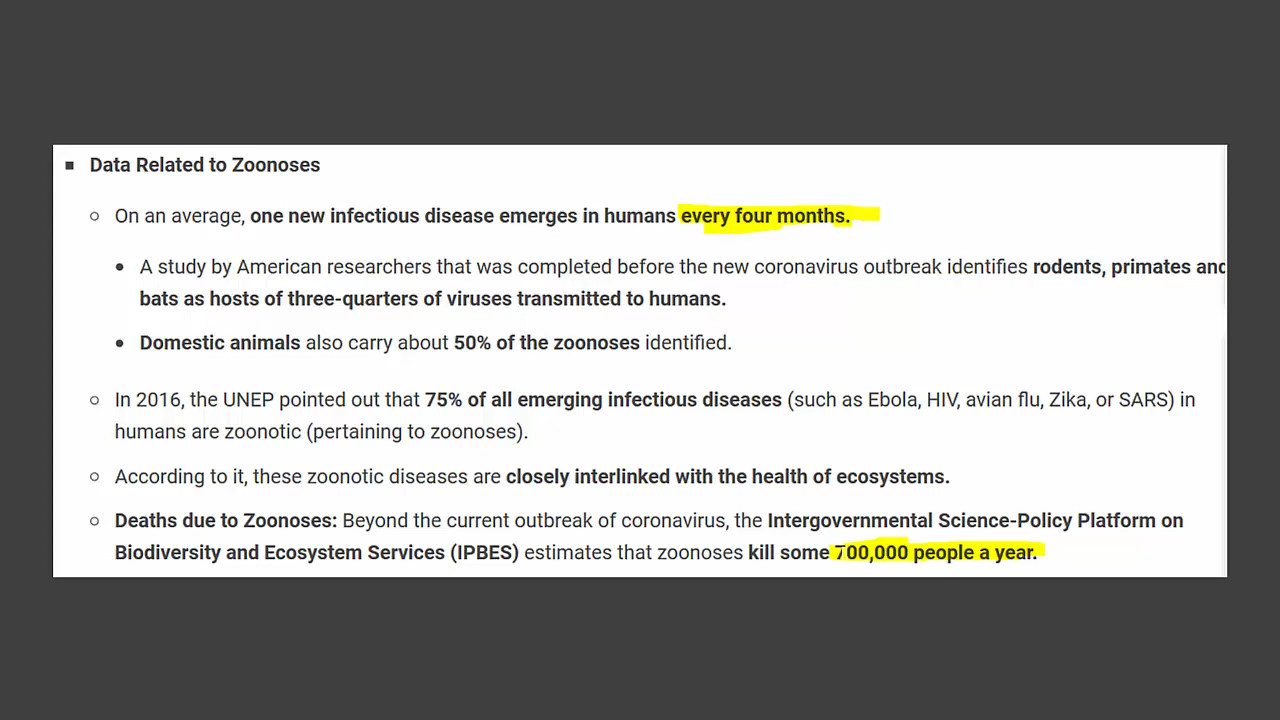 Data Related to Zoonoses
On an average, one new infectious disease emerges in humans every four months.
A study by American researchers that was completed before the new coronavirus outbreak identifies rodents, primates and
bats as hosts of three-quarters of viruses transmitted to humans.
Domestic animals also carry about 50% of the zoonoses identified.
In 2016, the UNEP pointed out that 75% of all emerging infectious diseases (such as Ebola, HIV, avian flu, Zika, or SARS) in
humans are zoonotic (pertaining to zoonoses).
According to it, these zoonotic diseases are closely interlinked with the health of ecosystems.
Deaths due to Zoonoses: Beyond the current outbreak of coronavirus, the Intergovernmental Science-Policy Platform on
Biodiversity and Ecosystem Services (IPBES) estimates that zoonoses kill some 700,000 people a year.